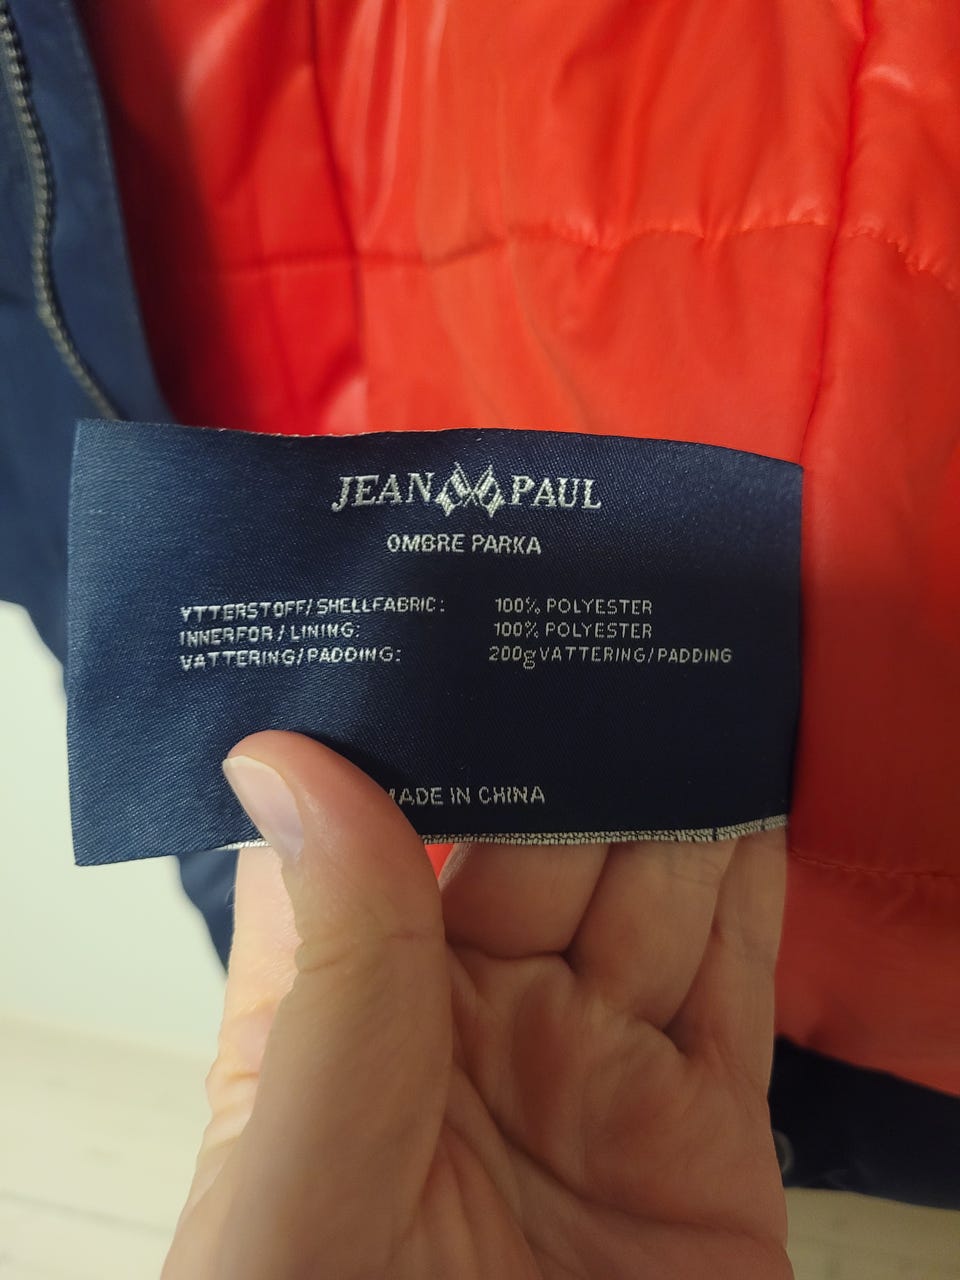 JEAN PAUL
OMBRE PARKA
YTTERSTOFF/SHELLFABRIC: 100% POLYESTER
INNERFOR/LINING: 100% POLYESTER
VATTERING/PADDING: 200g VATTERING/PADDING
MADE IN CHINA